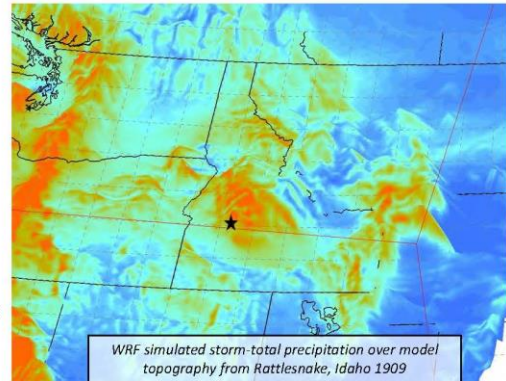 WRF simulated storm-total precipitation over model
topography from Rattlesnake, Idaho 1909